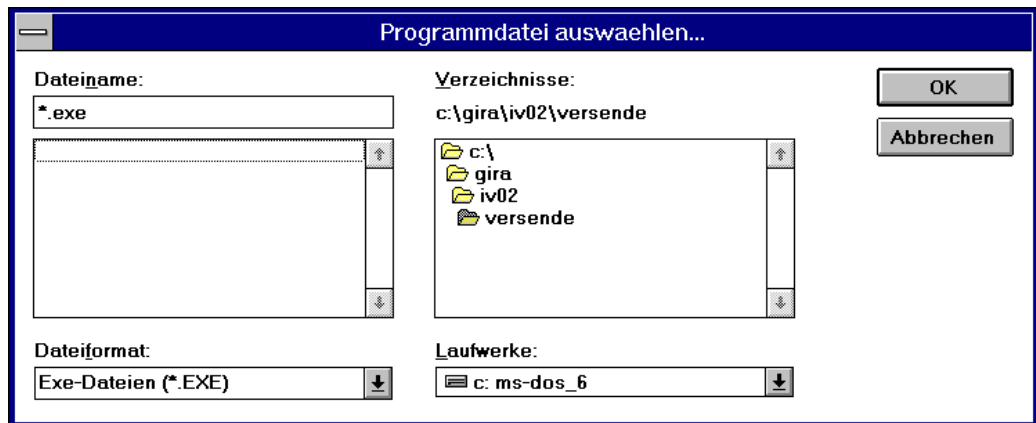 Programmdatei auswaehlen...
Dateiname:
*.exe
Verzeichnisse:
c:\gira\iv02\versende
c:\
gira
iv02
versende
OK
Abbrechen
Dateiformat:
Exe-Dateien (*.EXE)
Laufwerke:
c: ms-dos_6